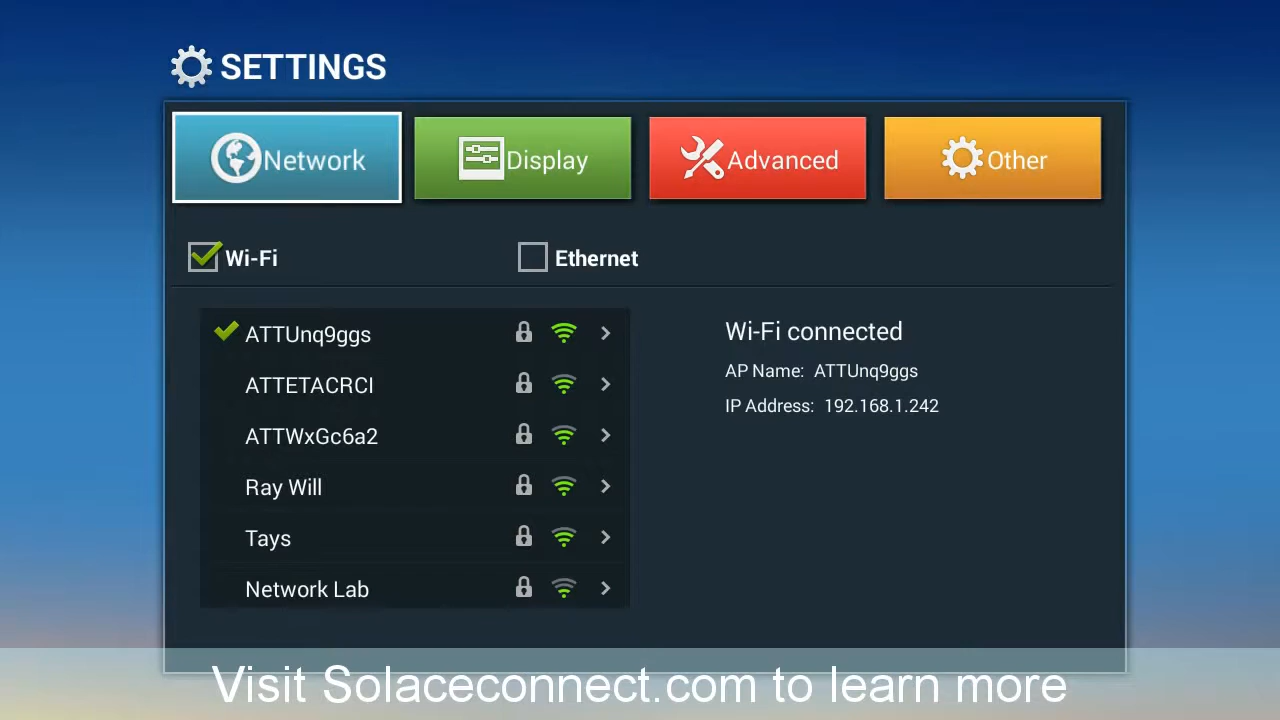 SETTINGS
Network Display Advanced Other
Wi-Fi Ethernet
ATTUnq9ggs
ATTETACRCI
ATTWxGc6a2
Ray Will
Tays
Network Lab
Wi-Fi connected
AP Name: ATTUnq9ggs
IP Address: 192.168.1.242
Visit Solaceconnect.com to learn more